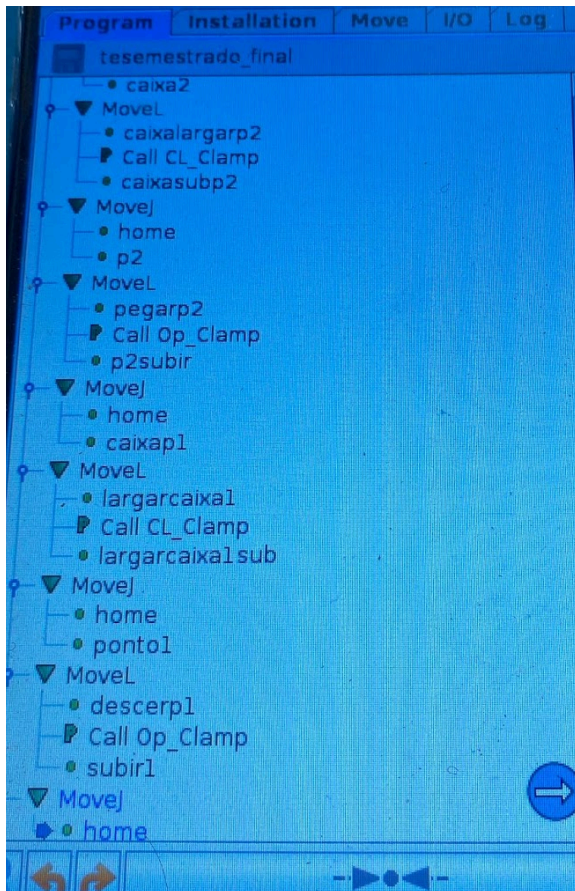 Program Installation Move I/O Log
tesemestrado_final
caixa2
MoveL
caixalargarp2
Call CL_Clamp
caixasubp2
MoveJ
home
p2
MoveL
pegarp2
Call Op_Clamp
p2subir
MoveJ
home
caixap1
MoveL
largarcaixa1
Call CL_Clamp
largarcaixa1sub
MoveJ
home
ponto1
MoveL
descerp1
Call Op_Clamp
subir1
MoveJ
home